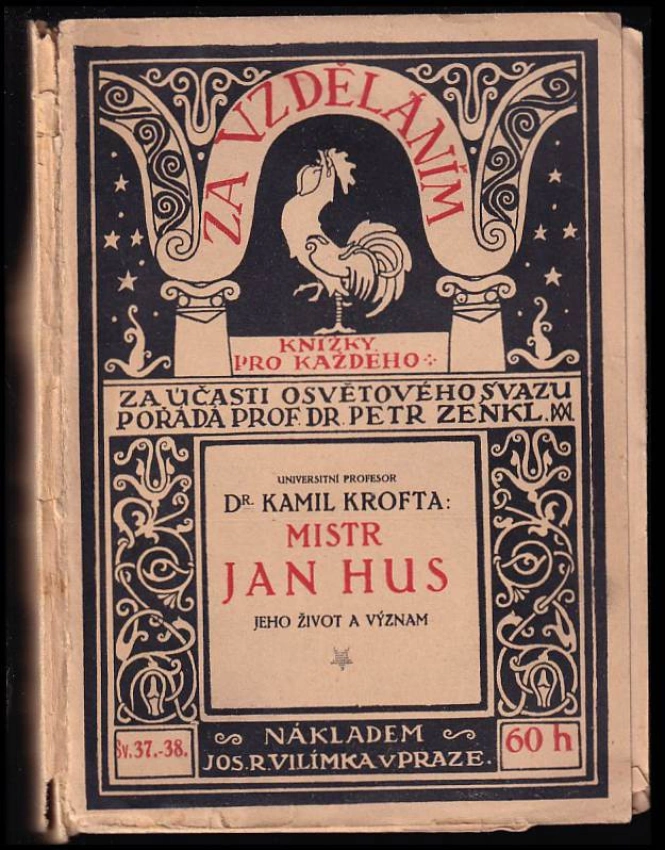 ZA VZDĚLÁNÍM
KNÍŽKY
PRO KAŽDÉHO
ZA ÚČASTI OSVĚTOVÉHO SVAZU
POŘÁDÁ PROF. DR. PETR ZENKL.
UNIVERSITNÍ PROFESOR
DR. KAMIL KROFTA:
MISTR
JAN HUS
JEHO ŽIVOT A VÝZNAM
Sv. 37.-38.
NÁKLADEM
JOS. R. VILÍMKA V PRAZE.
60 h